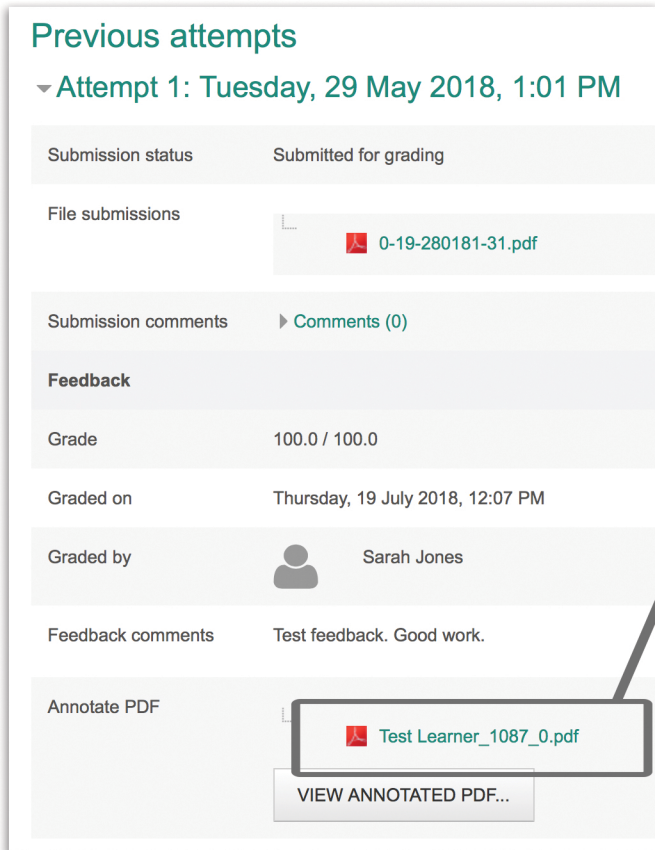 Previous attempts
Attempt 1: Tuesday, 29 May 2018, 1:01 PM
Submission status Submitted for grading
File submissions
0-19-280181-31.pdf
Submission comments Comments (0)
Feedback
Grade 100.0 / 100.0
Graded on Thursday, 19 July 2018, 12:07 PM
Graded by Sarah Jones
Feedback comments Test feedback. Good work.
Annotate PDF
Test Learner_1087_0.pdf
VIEW ANNOTATED PDF...